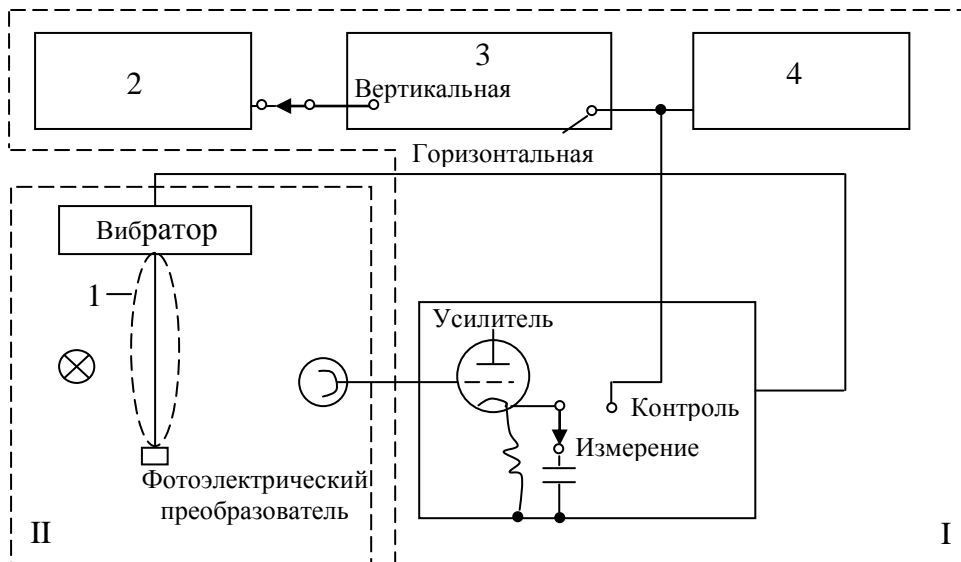 2
3
4
Вертикальная
Горизонтальная
Вибратор
1
Усилитель
Контроль
Измерение
Фотоэлектрический
преобразователь
II
I